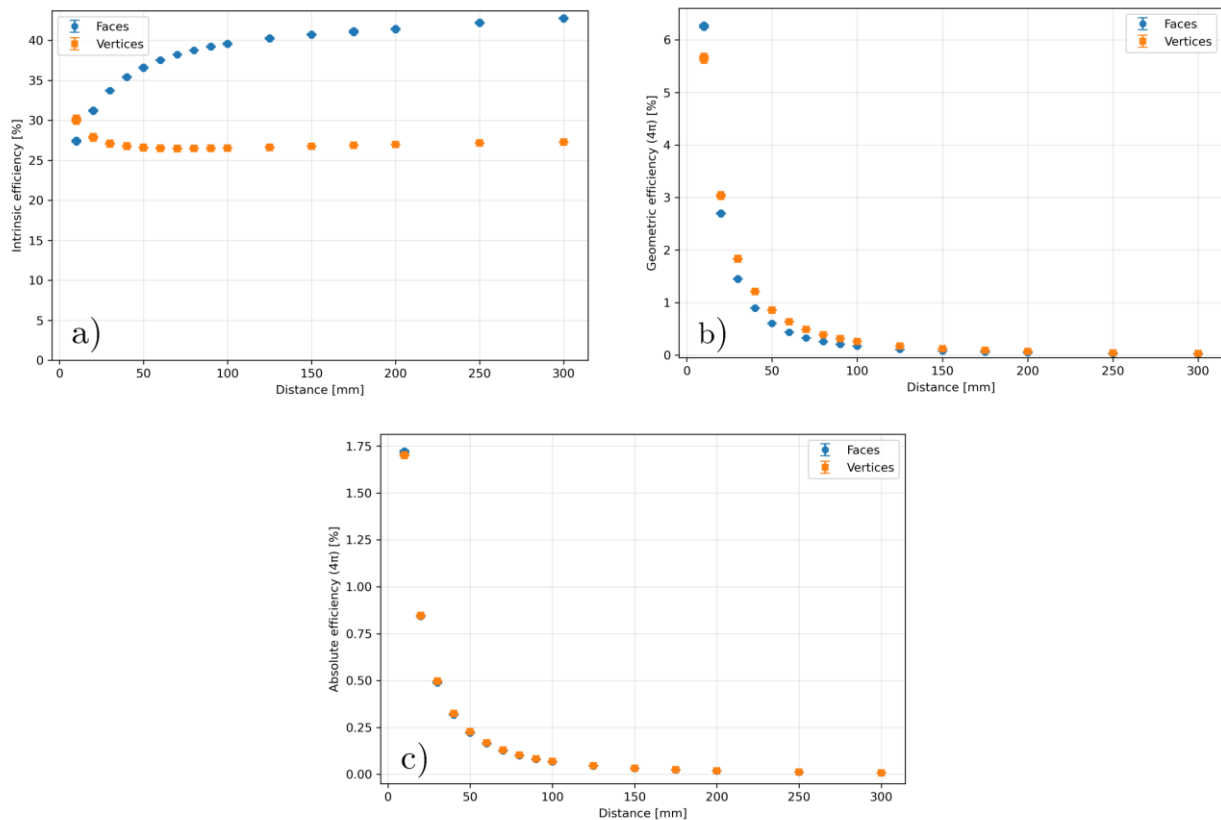 Intrinsic efficiency [%]
40
35
30
25
20
15
10
5
0
Faces
Vertices
a)
0 50 100 150 200 250 300
Distance [mm]
Geometric efficiency (4π) [%]
6
5
4
3
2
1
0
Faces
Vertices
b)
0 50 100 150 200 250 300
Distance [mm]
Absolute efficiency (4π) [%]
1.75
1.50
1.25
1.00
0.75
0.50
0.25
0.00
Faces
Vertices
c)
0 50 100 150 200 250 300
Distance [mm]